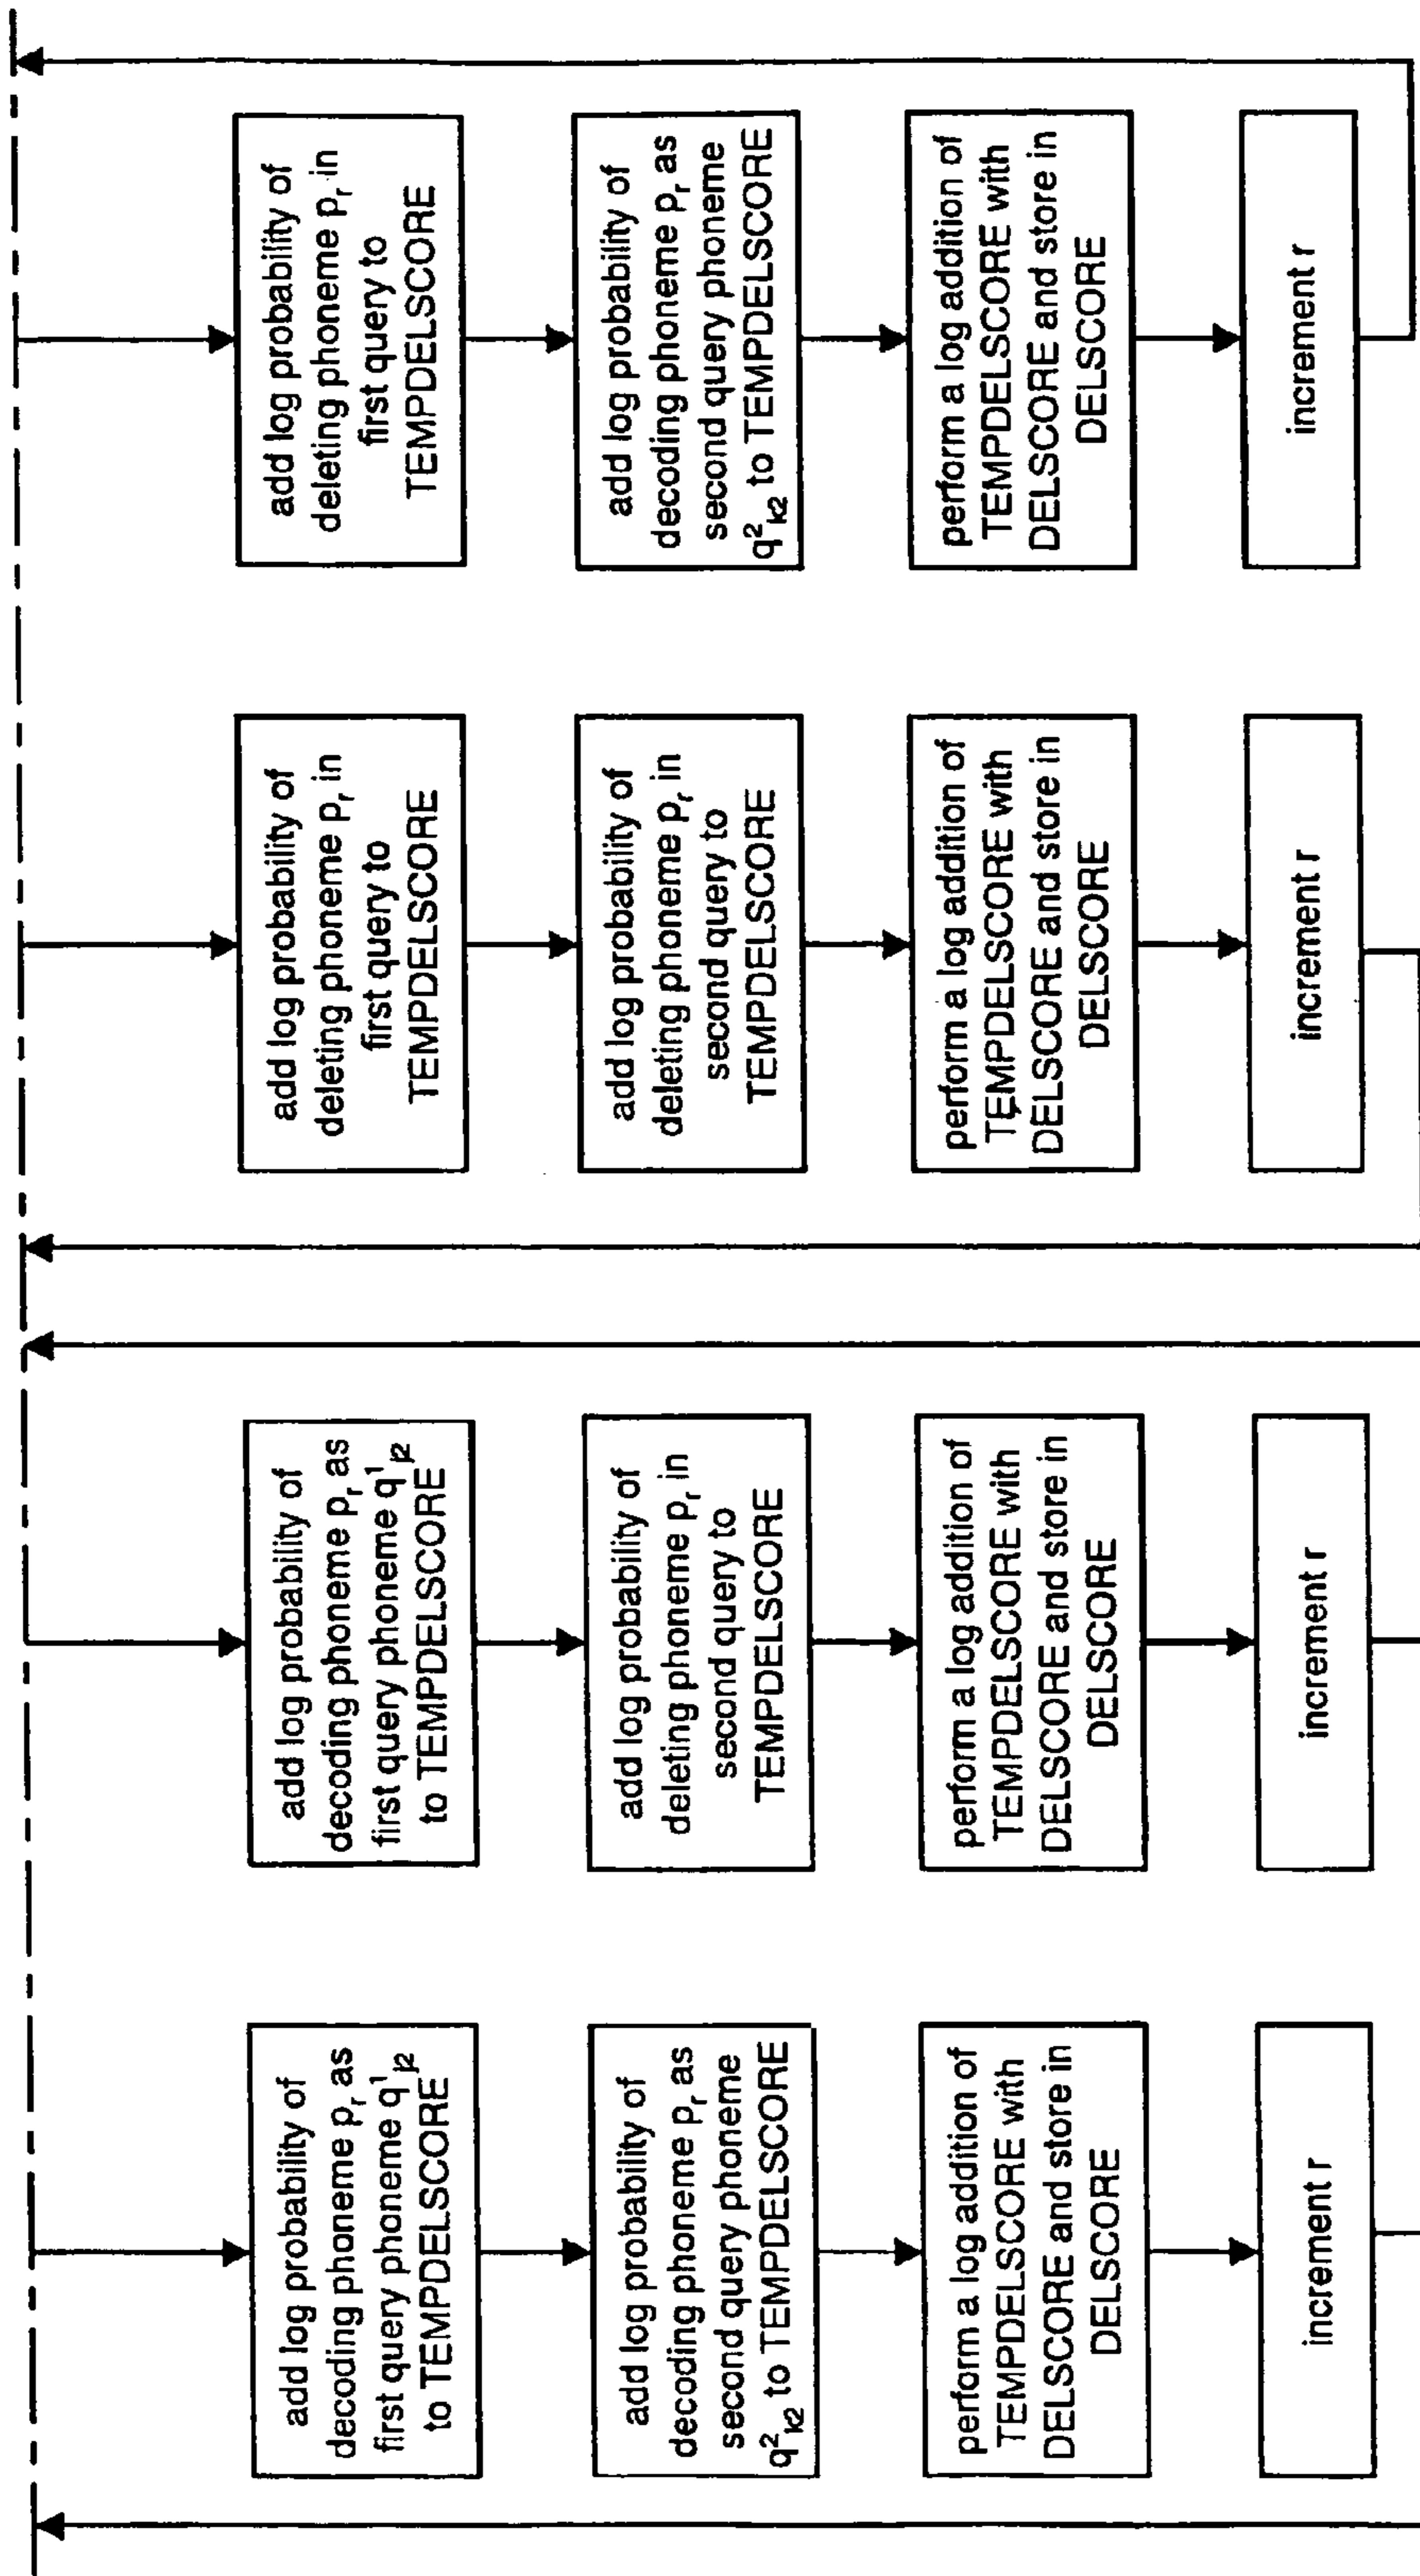 add log probability of
decoding phoneme pᵣ as
first query phoneme q¹j2
to TEMPDELSCORE
add log probability of
decoding phoneme pᵣ as
second query phoneme
q²k2 to TEMPDELSCORE
perform a log addition of
TEMPDELSCORE with
DELSCORE and store in
DELSCORE
increment r
add log probability of
decoding phoneme pᵣ as
first query phoneme q¹j2
to TEMPDELSCORE
add log probability of
deleting phoneme pᵣ in
second query to
TEMPDELSCORE
perform a log addition of
TEMPDELSCORE with
DELSCORE and store in
DELSCORE
increment r
add log probability of
deleting phoneme pᵣ in
first query to
TEMPDELSCORE
add log probability of
deleting phoneme pᵣ in
second query to
TEMPDELSCORE
perform a log addition of
TEMPDELSCORE with
DELSCORE and store in
DELSCORE
increment r
add log probability of
deleting phoneme pᵣ in
first query to
TEMPDELSCORE
add log probability of
decoding phoneme pᵣ as
second query phoneme
q²k2 to TEMPDELSCORE
perform a log addition of
TEMPDELSCORE with
DELSCORE and store in
DELSCORE
increment r